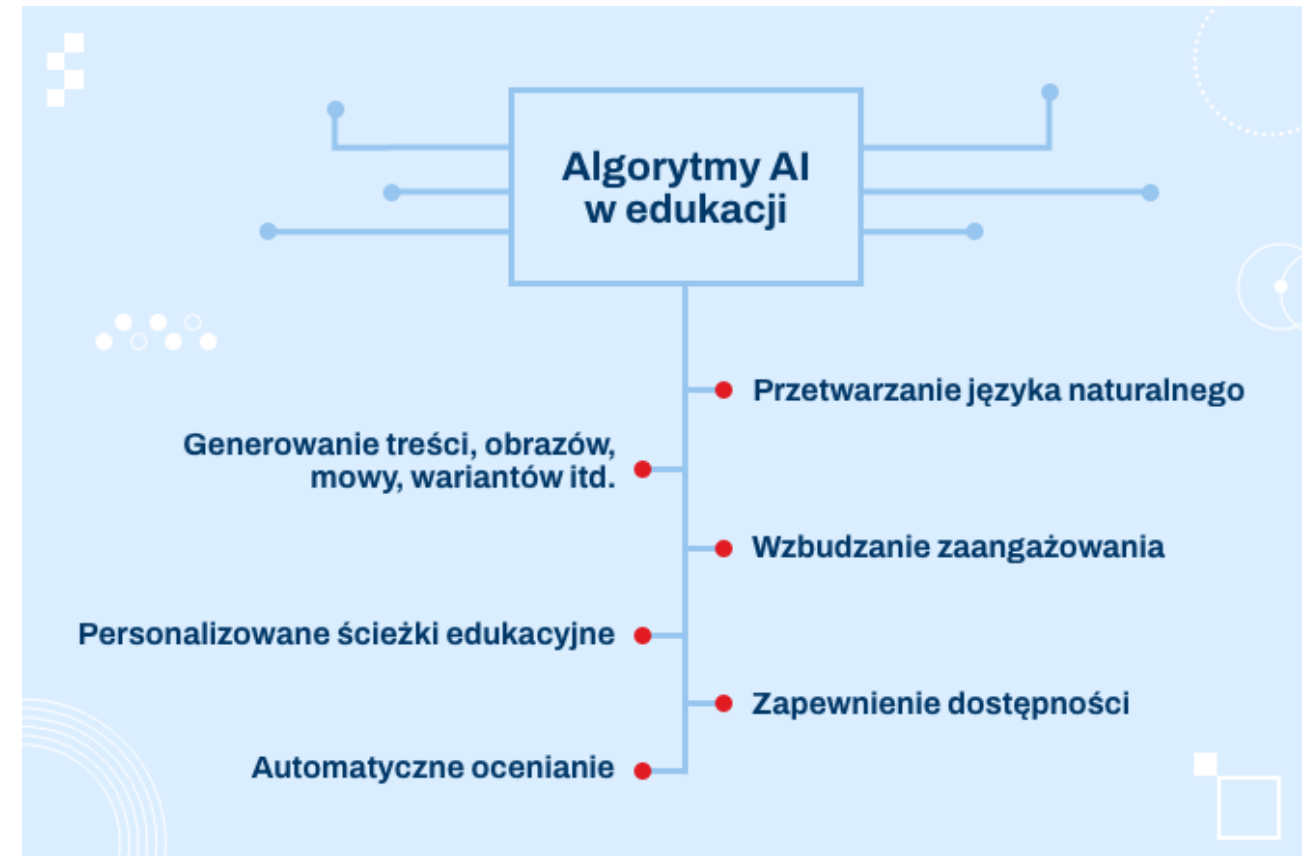 Algorytmy AI
w edukacji
Przetwarzanie języka naturalnego
Generowanie treści, obrazów,
mowy, wariantów itd.
Wzbudzanie zaangażowania
Personalizowane ścieżki edukacyjne
Zapewnienie dostępności
Automatyczne ocenianie